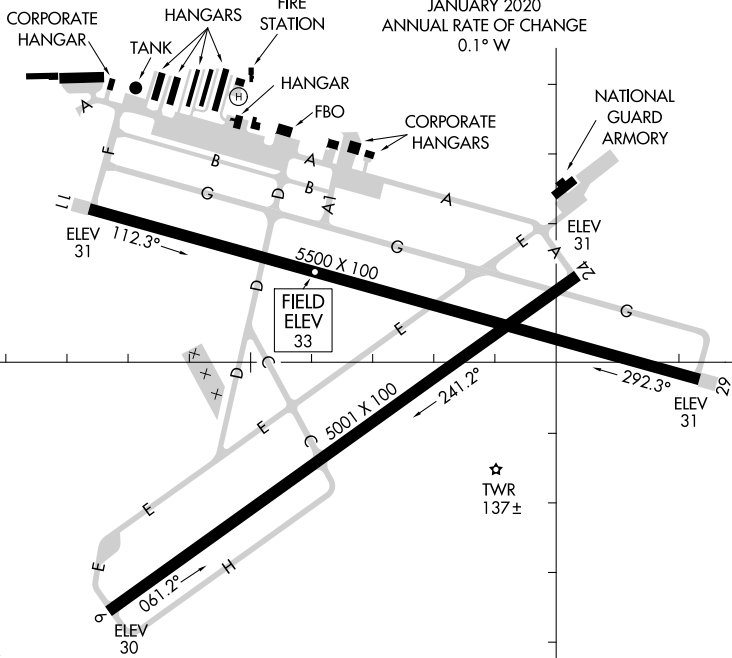 JANUARY 2020
ANNUAL RATE OF CHANGE
0.1° W
CORPORATE
HANGAR
HANGARS
FIRE
STATION
TANK
H
HANGAR
FBO
CORPORATE
HANGARS
NATIONAL
GUARD
ARMORY
A
F
B
A
B
G
D
A1
A
E
A
G
G
11
ELEV
31
112.3°
5500 X 100
ELEV
31
24
FIELD
ELEV
33
D
E
C
D
292.3°
29
ELEV
31
241.2°
5001 X 100
E
C
TWR
137±
E
E
H
061.2°
6
ELEV
30